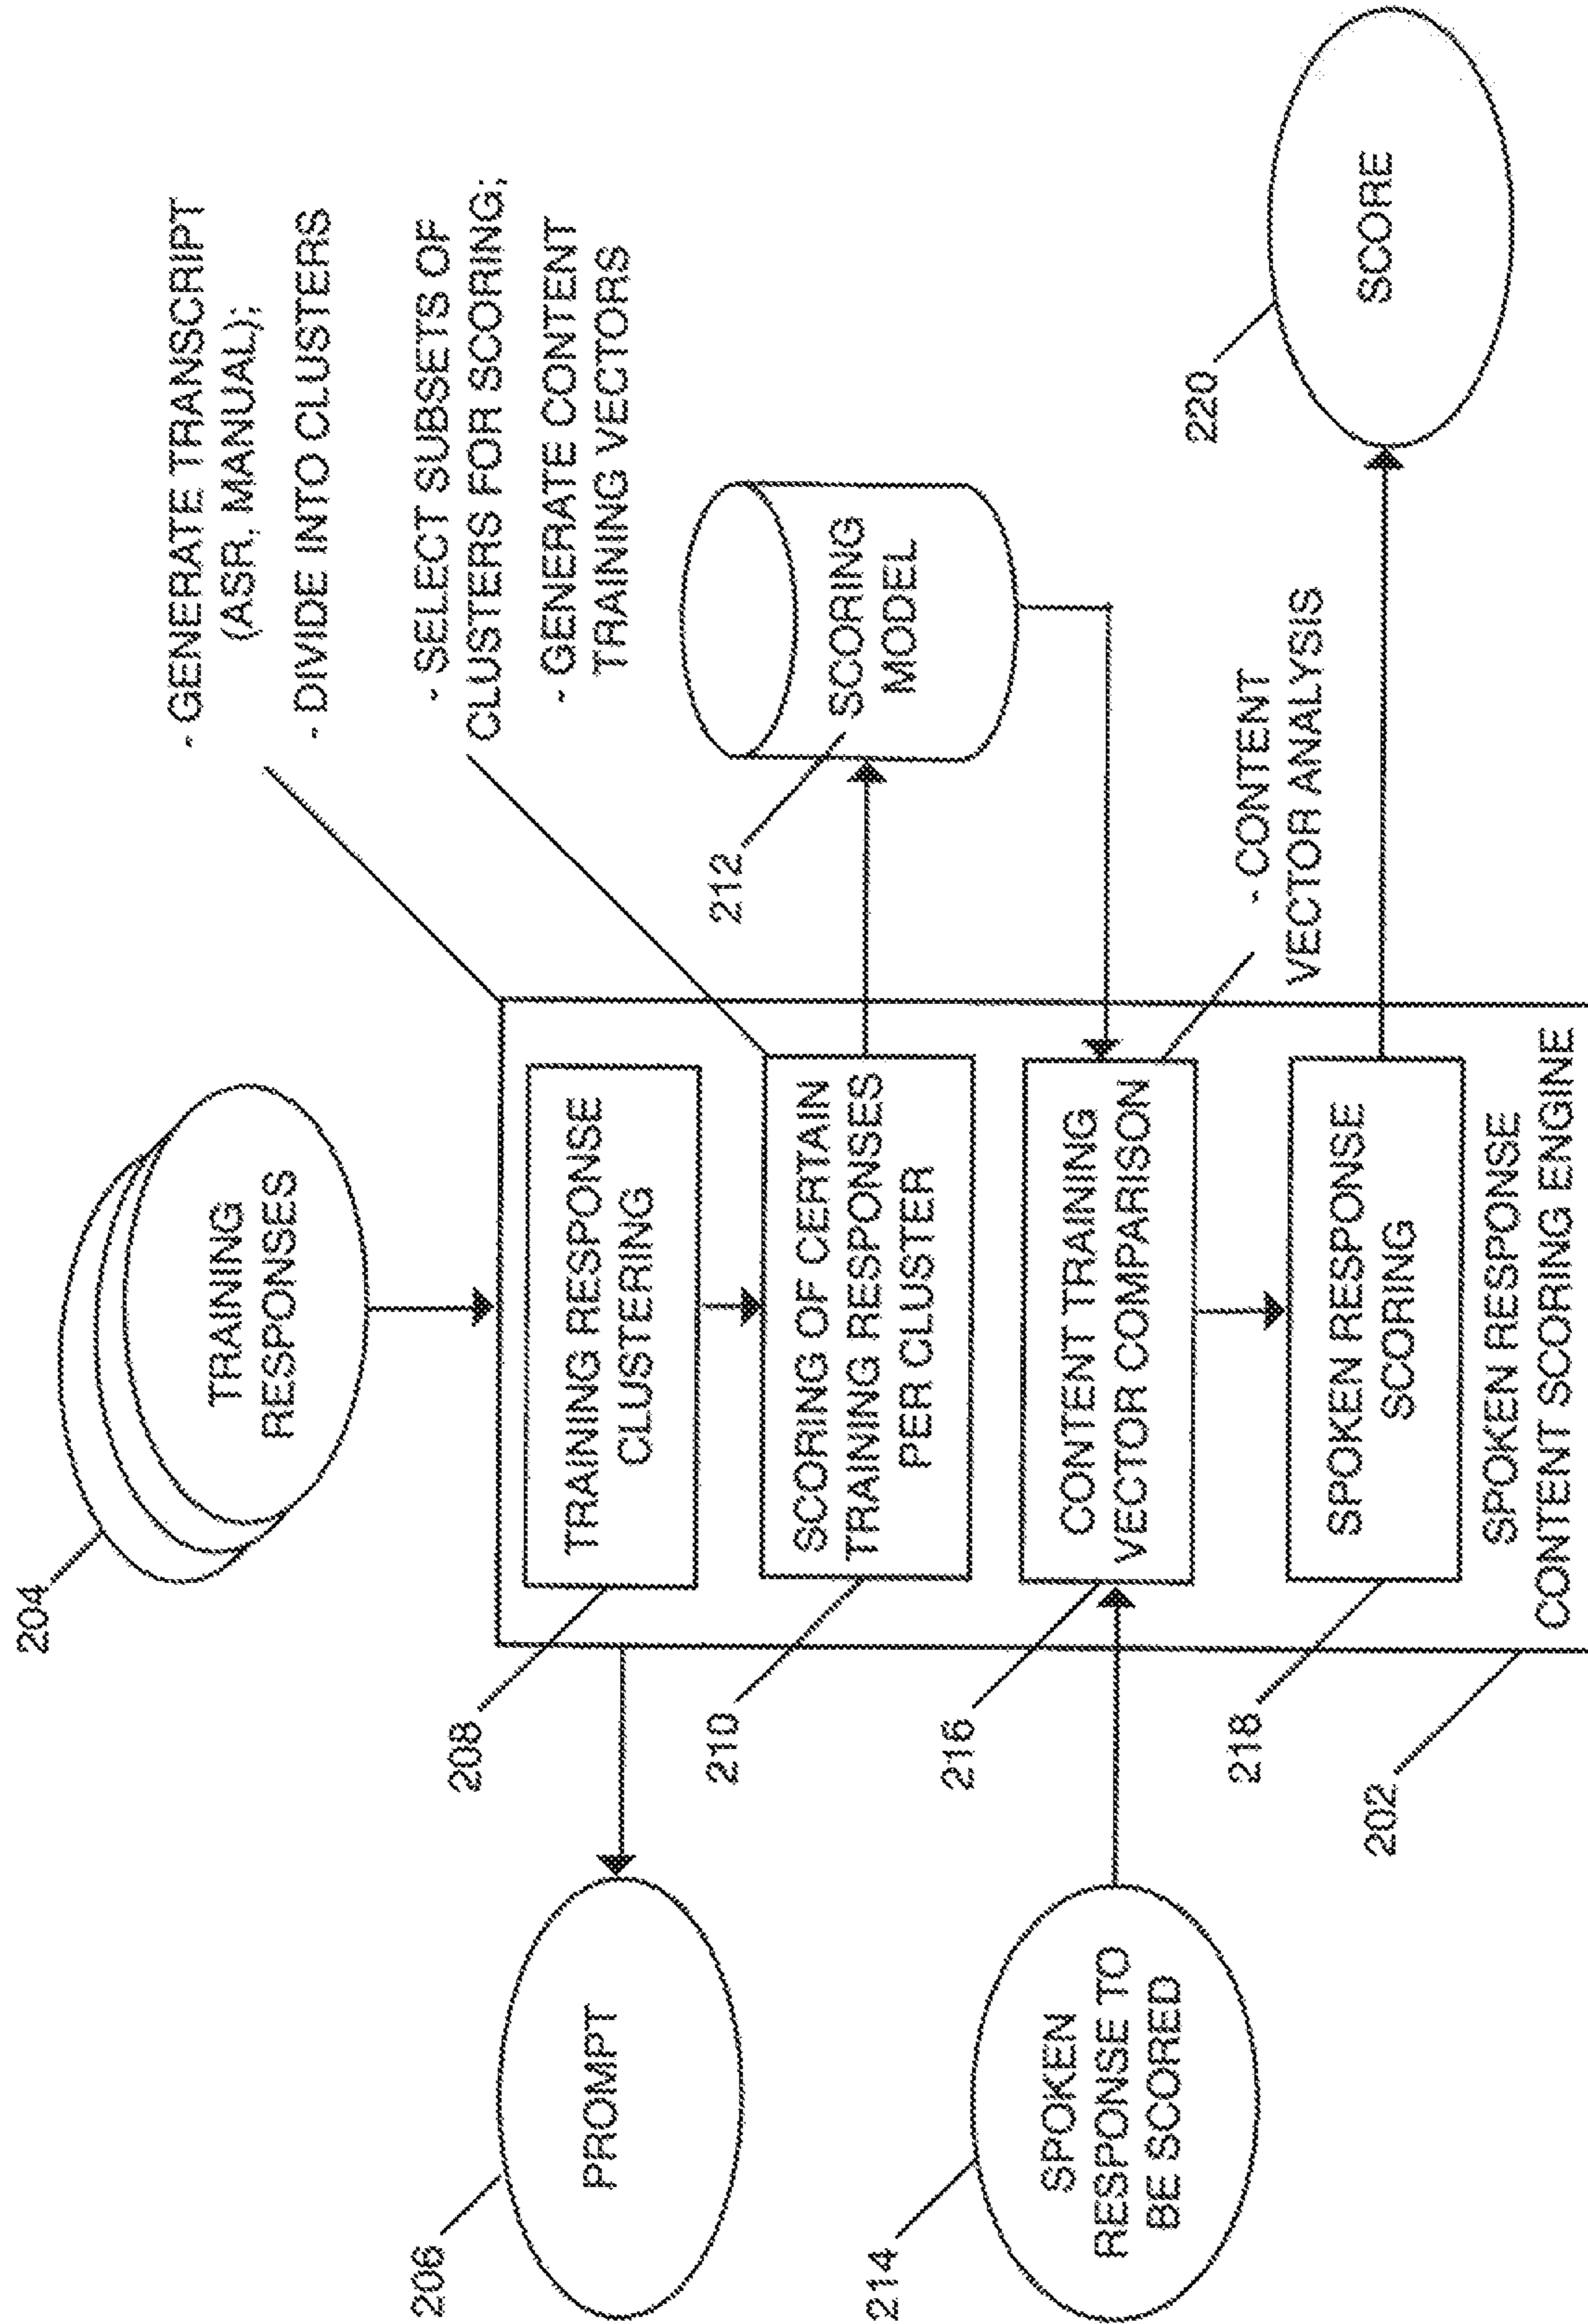 204
TRAINING
RESPONSES
- GENERATE TRANSCRIPT
(ASR, MANUAL);
- DIVIDE INTO CLUSTERS
- SELECT SUBSETS OF
CLUSTERS FOR SCORING;
- GENERATE CONTENT
TRAINING VECTORS
206
PROMPT
208
TRAINING RESPONSE
CLUSTERING
210
SCORING OF CERTAIN
TRAINING RESPONSES
PER CLUSTER
212
SCORING
MODEL
214
SPOKEN
RESPONSE TO
BE SCORED
216
CONTENT TRAINING
VECTOR COMPARISON
- CONTENT
VECTOR ANALYSIS
218
SPOKEN RESPONSE
SCORING
220
SCORE
202
SPOKEN RESPONSE
CONTENT SCORING ENGINE